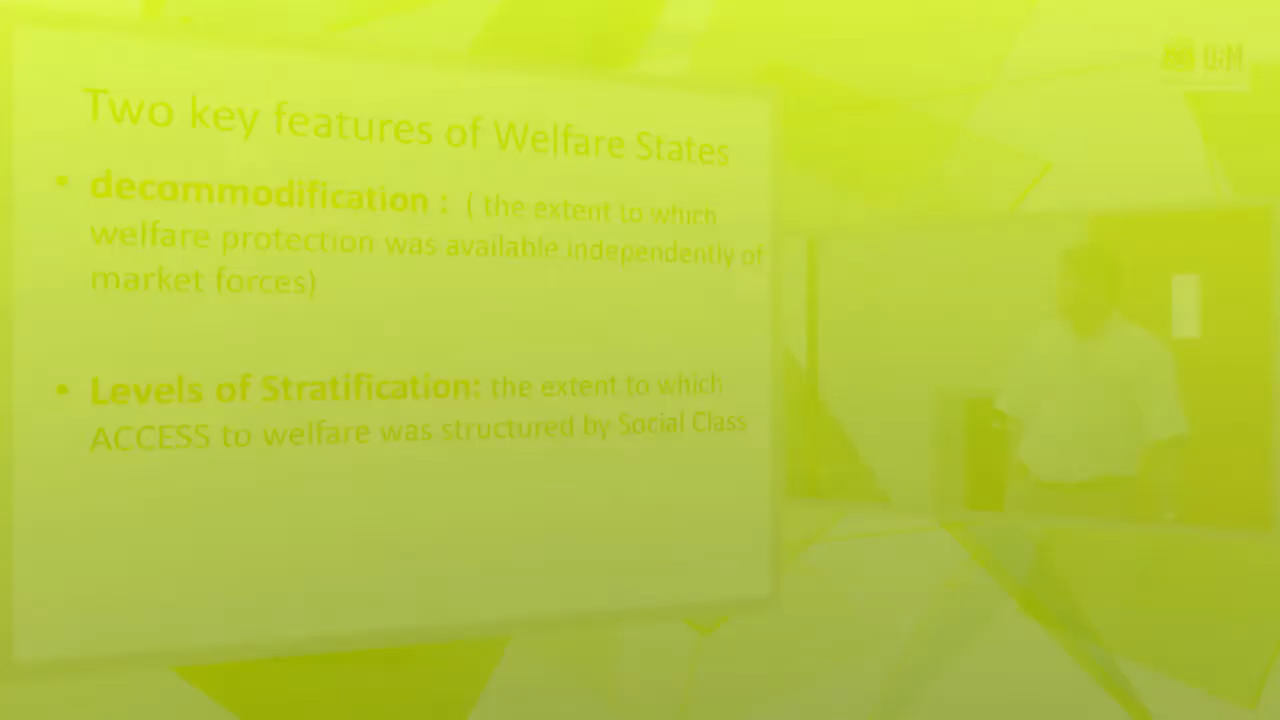 Two key features of Welfare States
• decommodification : ( the extent to which
welfare protection was available independently of
market forces)
• Levels of Stratification: the extent to which
ACCESS to welfare was structured by Social Class